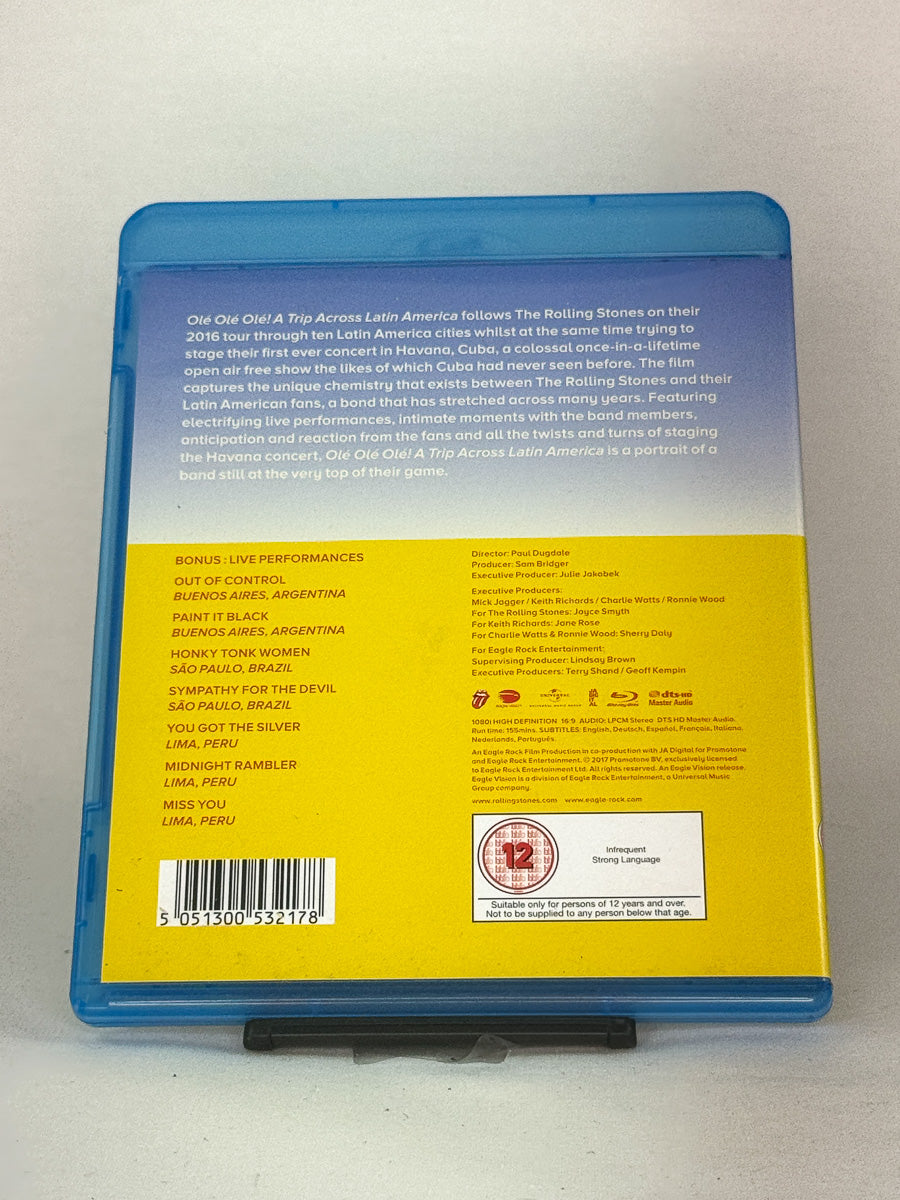 Olé Olé Olé! A Trip Across Latin America follows The Rolling Stones on their
2016 tour through ten Latin America cities whilst at the same time trying to
stage their first ever concert in Havana, Cuba, a colossal once-in-a-lifetime
open air free show the likes of which Cuba had never seen before. The film
captures the unique chemistry that exists between The Rolling Stones and their
Latin American fans, a bond that has stretched across many years. Featuring
electrifying live performances, intimate moments with the band members,
anticipation and reaction from the fans and all the twists and turns of staging
the Havana concert, Olé Olé Olé! A Trip Across Latin America is a portrait of a
band still at the very top of their game.
BONUS : LIVE PERFORMANCES
OUT OF CONTROL
BUENOS AIRES, ARGENTINA
PAINT IT BLACK
BUENOS AIRES, ARGENTINA
HONKY TONK WOMEN
SÃO PAULO, BRAZIL
SYMPATHY FOR THE DEVIL
SÃO PAULO, BRAZIL
YOU GOT THE SILVER
LIMA, PERU
MIDNIGHT RAMBLER
LIMA, PERU
MISS YOU
LIMA, PERU
5 051300 532178
Director: Paul Dugdale
Producer: Sam Bridger
Executive Producer: Julie Jakobek
Executive Producers:
Mick Jagger / Keith Richards / Charlie Watts / Ronnie Wood
For The Rolling Stones: Joyce Smyth
For Keith Richards: Jane Rose
For Charlie Watts & Ronnie Wood: Sherry Daly
For Eagle Rock Entertainment:
Supervising Producer: Lindsay Brown
Executive Producers: Terry Shand / Geoff Kempin
UNIVERSAL
UNIVERSAL MUSIC GROUP
JA
DIG
IT
AL
Blu-ray Disc
dts-HD
Master Audio
1080i HIGH DEFINITION 16:9 AUDIO: LPCM Stereo DTS HD Master Audio.
Run time: 155mins. SUBTITLES: English, Deutsch, Español, Français, Italiano,
Nederlands, Português.
An Eagle Rock Film Production in co-production with JA Digital for Promotone
and Eagle Rock Entertainment. © 2017 Promotone BV, exclusively licensed
to Eagle Rock Entertainment Ltd. All rights reserved. An Eagle Vision release.
Eagle Vision is a division of Eagle Rock Entertainment, a Universal Music
Group company.
www.rollingstones.com www.eagle-rock.com
12
Infrequent
Strong Language
Suitable only for persons of 12 years and over.
Not to be supplied to any person below that age.